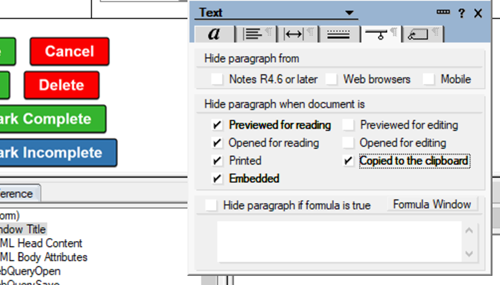 Text
? X
a
Cancel
Delete
ark Complete
ark Incomplete
Hide paragraph from
Notes R4.6 or later Web browsers Mobile
Hide paragraph when document is
Previewed for reading Previewed for editing
Opened for reading Opened for editing
Printed Copied to the clipboard
Embedded
Hide paragraph if formula is true Formula Window
ference
orm)
ndow Title
ML Head Content
ML Body Attributes
ebQueryOpen